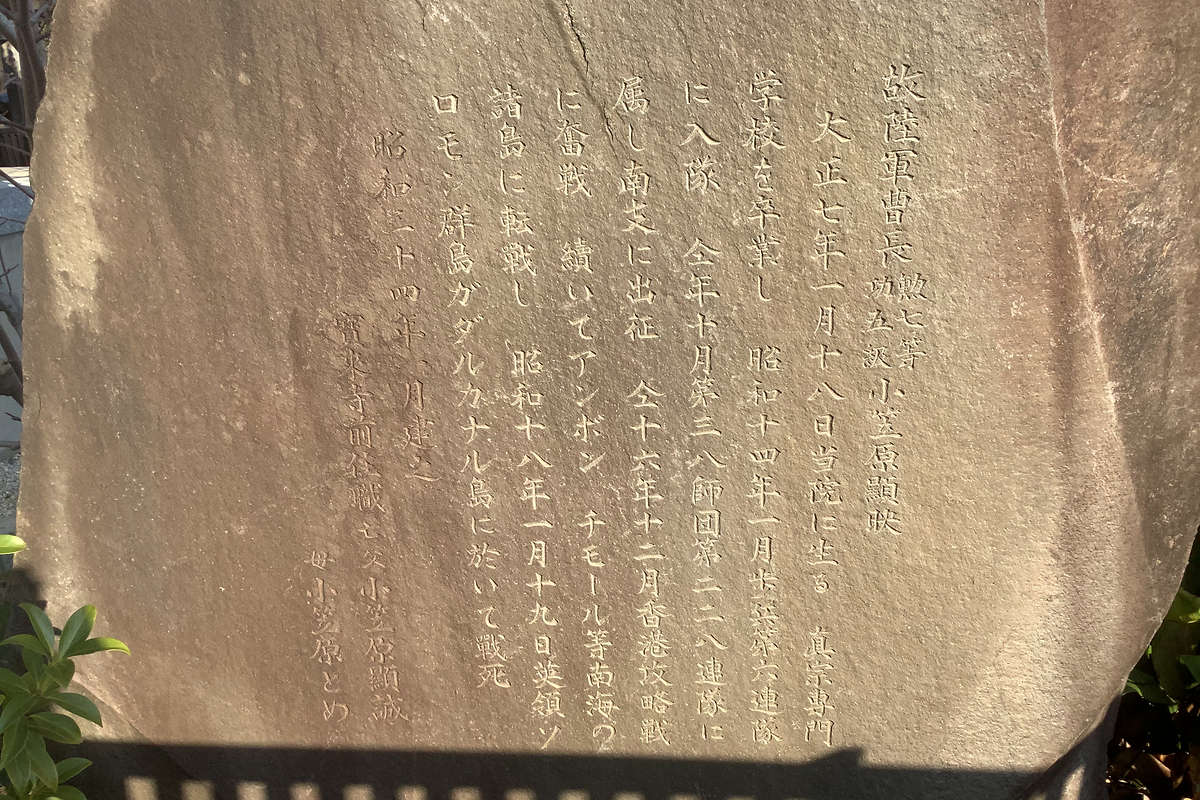 故陸軍曹長 勲七等 功五級 小笠原顯映
大正七年一月十八日当院に生る 真宗専門
学校を卒業し 昭和十四年一月歩兵第六連隊
に入隊 仝年十月第三八師団第二二八連隊に
属し南支に出征 仝十六年十二月香港攻略戦
に奮戦 續いてアンボン チモール等南海の
諸島に転戦し 昭和十八年一月十九日英領ソ
ロモン群島ガダルカナル島に於いて戦死
昭和三十四年 月建之
前住職 父小笠原顯誠
母小笠原とめ